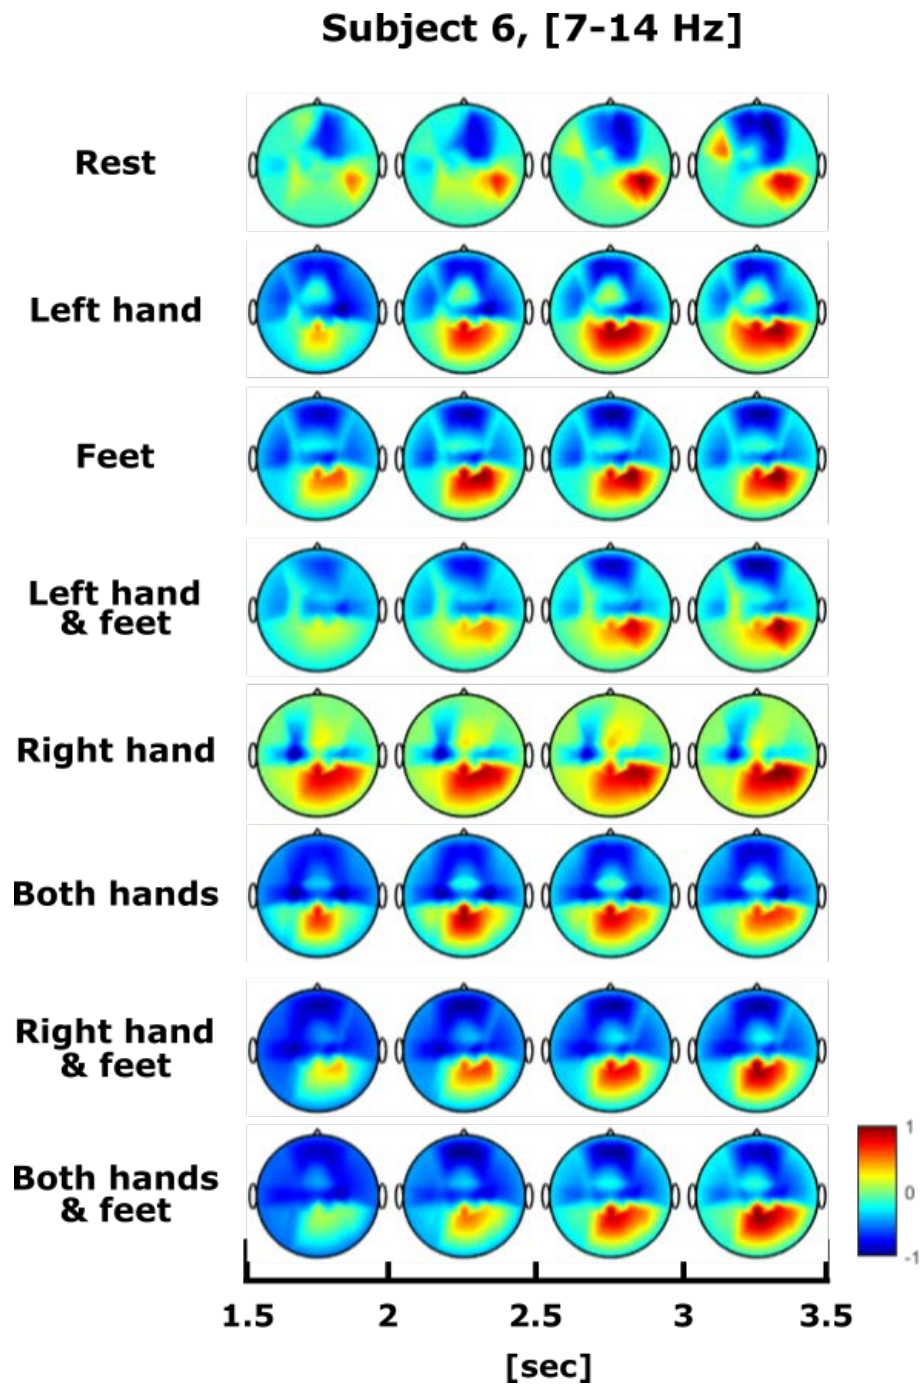 Subject 6, [7-14 Hz]
Rest
Left hand
Feet
Left hand
& feet
Right hand
Both hands
Right hand
& feet
Both hands
& feet
1
0
-1
1.5 2 2.5 3 3.5
[sec]